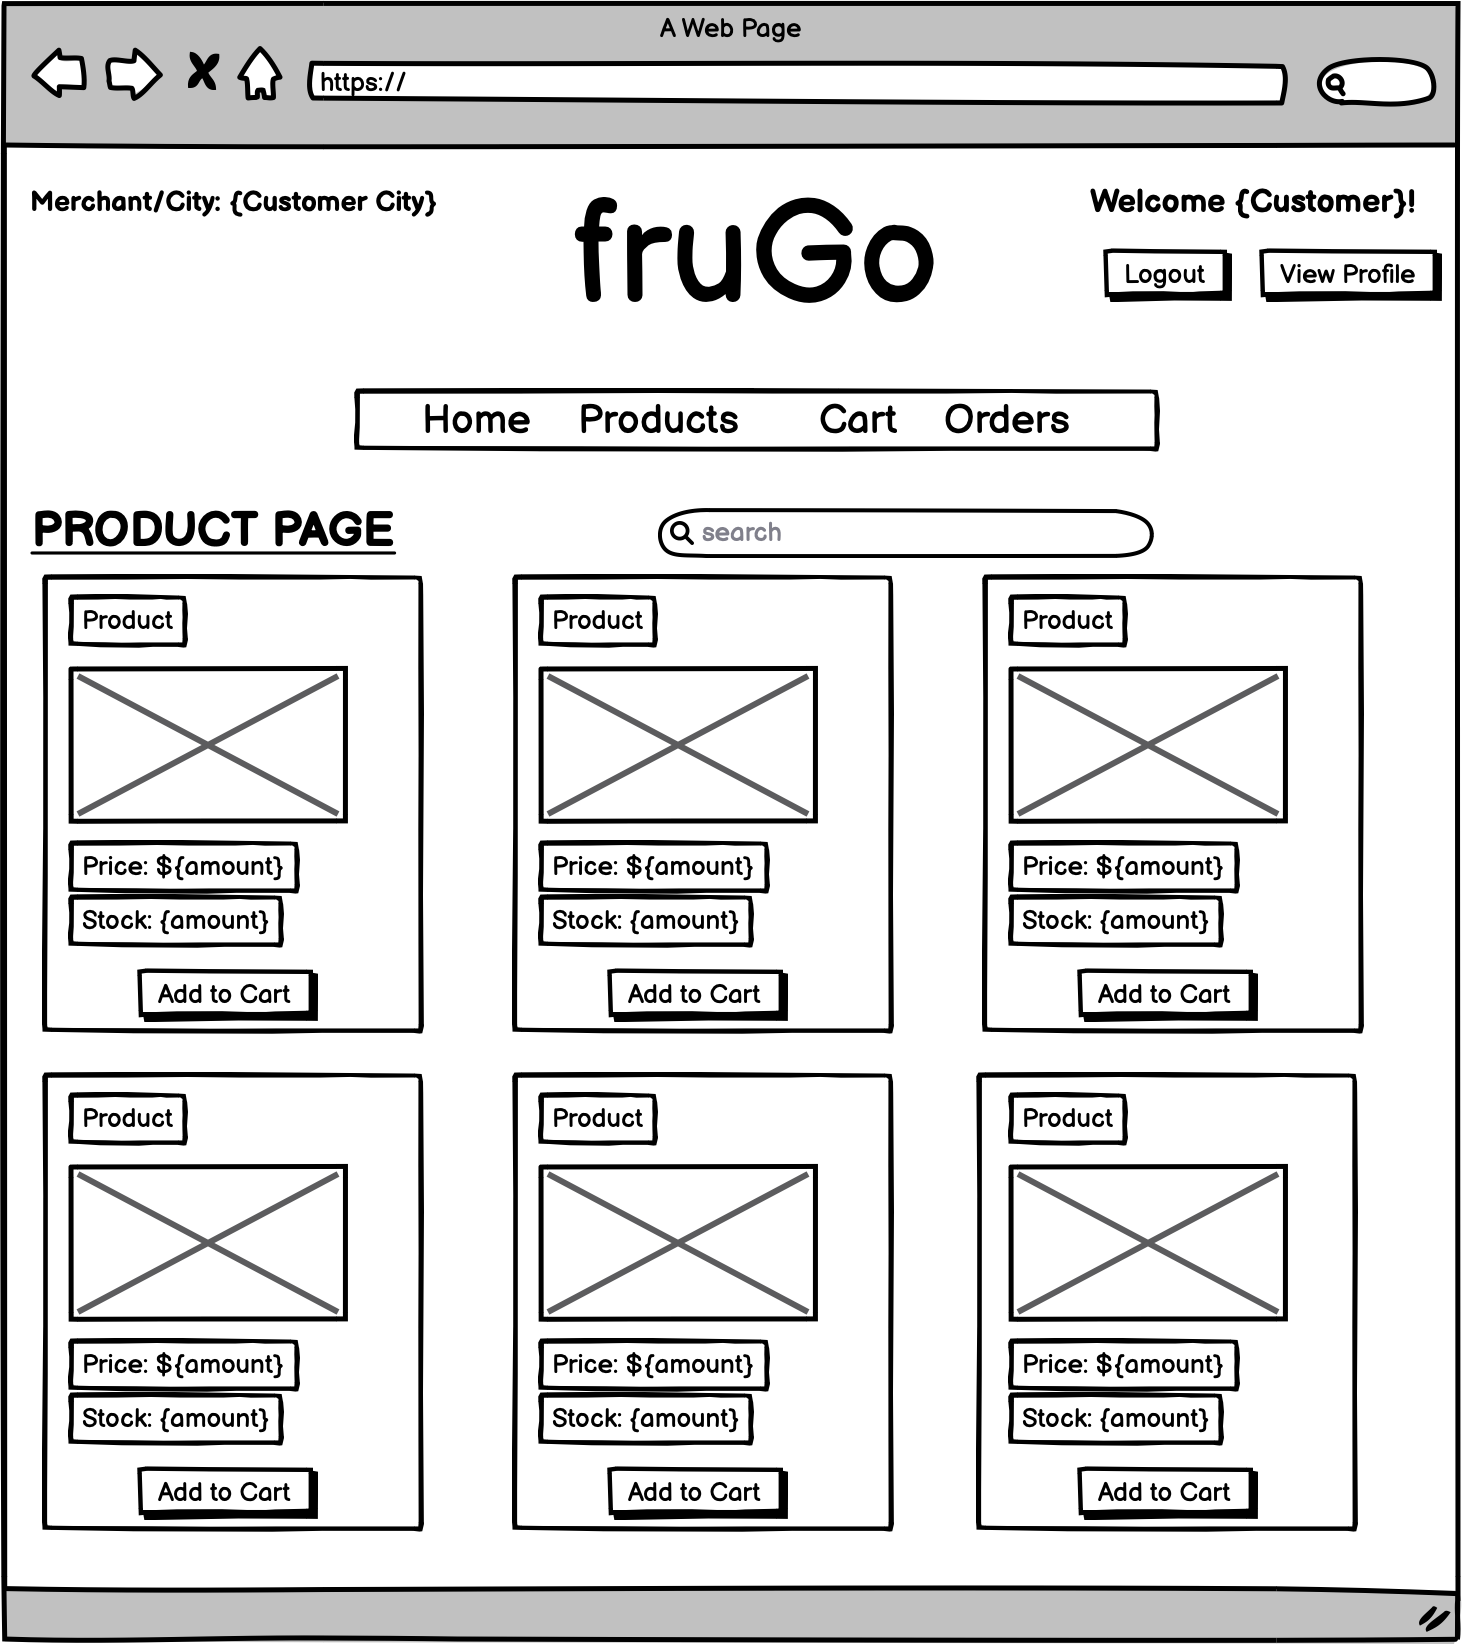 A Web Page
https://
Merchant/City: {Customer City}
fruGo
Welcome {Customer}!
Logout
View Profile
Home Products Cart Orders
PRODUCT PAGE
search
Product
Product
Product
Price: ${amount}
Price: ${amount}
Price: ${amount}
Stock: {amount}
Stock: {amount}
Stock: {amount}
Add to Cart
Add to Cart
Add to Cart
Product
Product
Product
Price: ${amount}
Price: ${amount}
Price: ${amount}
Stock: {amount}
Stock: {amount}
Stock: {amount}
Add to Cart
Add to Cart
Add to Cart